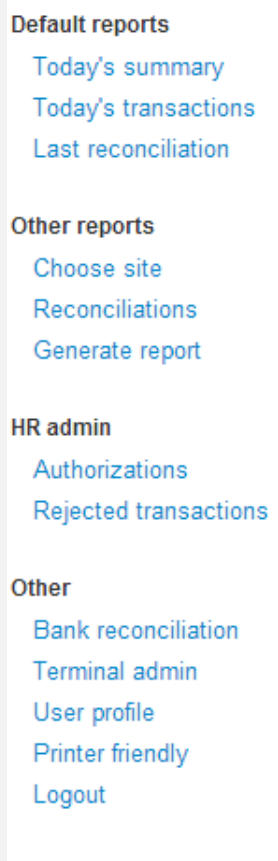 Default reports
Today's summary
Today's transactions
Last reconciliation
Other reports
Choose site
Reconciliations
Generate report
HR admin
Authorizations
Rejected transactions
Other
Bank reconciliation
Terminal admin
User profile
Printer friendly
Logout